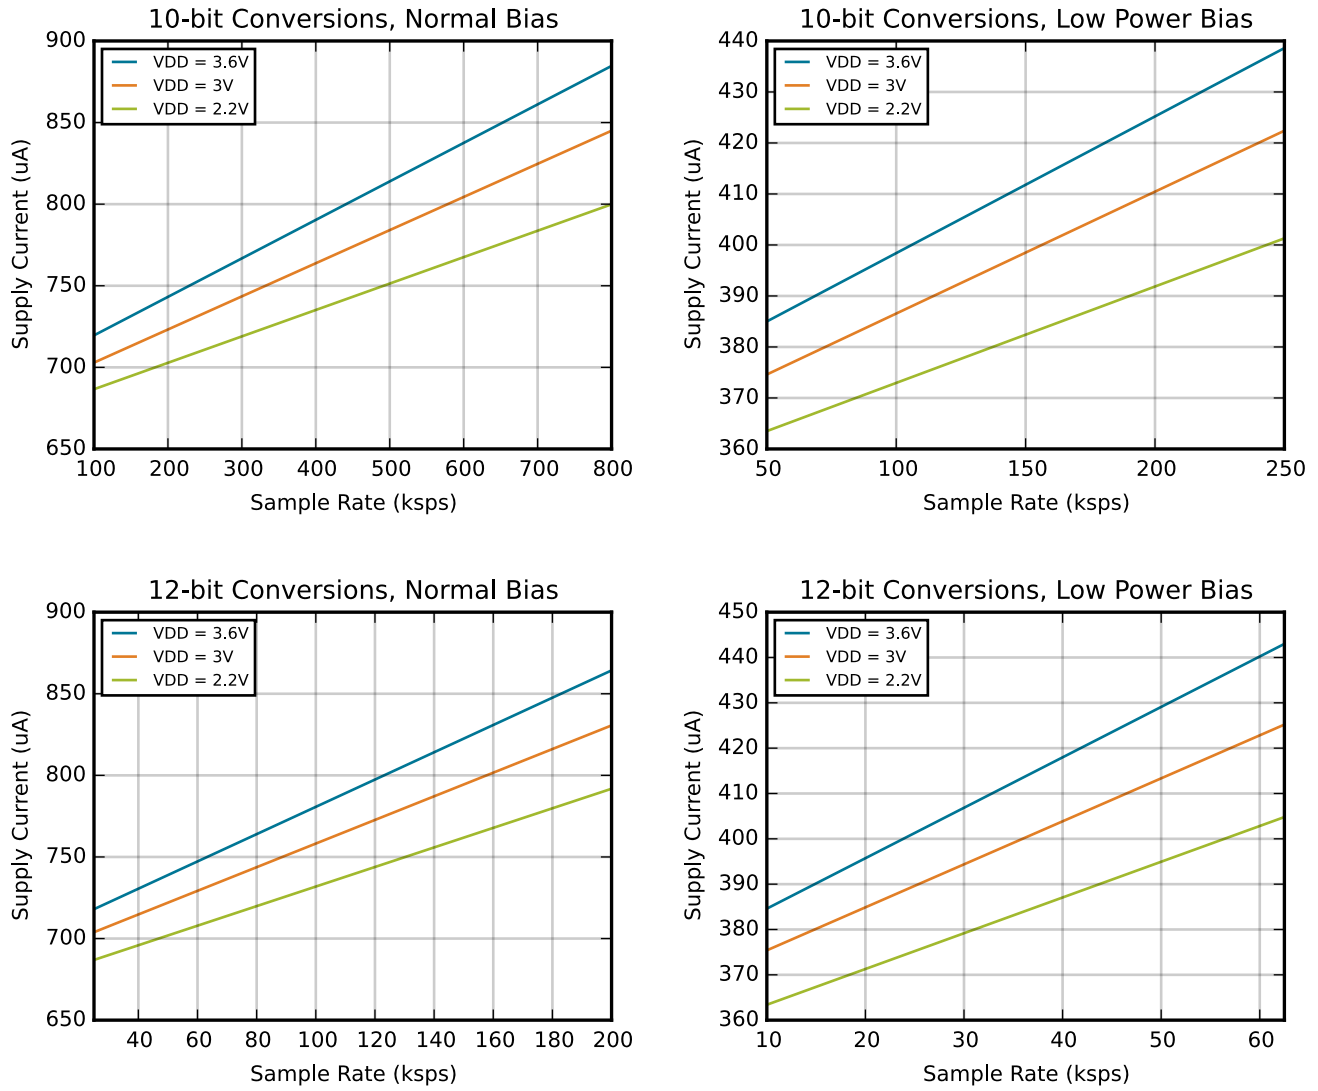 10-bit Conversions, Normal Bias
900
850
800
750
700
650
Supply Current (uA)
VDD = 3.6V
VDD = 3V
VDD = 2.2V
100 200 300 400 500 600 700 800
Sample Rate (ksps)
10-bit Conversions, Low Power Bias
440
430
420
410
400
390
380
370
360
Supply Current (uA)
VDD = 3.6V
VDD = 3V
VDD = 2.2V
50 100 150 200 250
Sample Rate (ksps)
12-bit Conversions, Normal Bias
900
850
800
750
700
650
Supply Current (uA)
VDD = 3.6V
VDD = 3V
VDD = 2.2V
40 60 80 100 120 140 160 180 200
Sample Rate (ksps)
12-bit Conversions, Low Power Bias
450
440
430
420
410
400
390
380
370
360
Supply Current (uA)
VDD = 3.6V
VDD = 3V
VDD = 2.2V
10 20 30 40 50 60
Sample Rate (ksps)